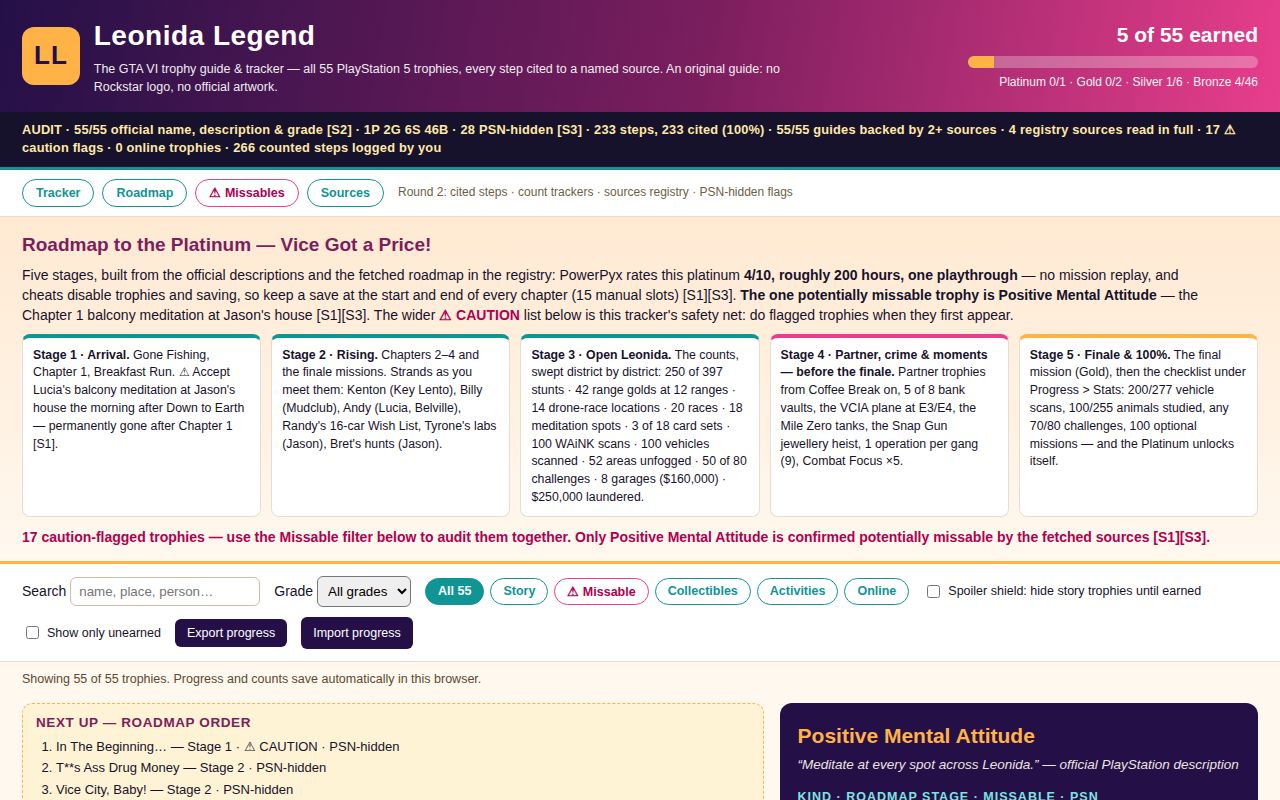 LL
Leonida Legend
The GTA VI trophy guide & tracker — all 55 PlayStation 5 trophies, every step cited to a named source. An original guide: no
Rockstar logo, no official artwork.
5 of 55 earned
Platinum 0/1 · Gold 0/2 · Silver 1/6 · Bronze 4/46
AUDIT · 55/55 official name, description & grade [S2] · 1P 2G 6S 46B · 28 PSN-hidden [S3] · 233 steps, 233 cited (100%) · 55/55 guides backed by 2+ sources · 4 registry sources read in full · 17 ⚠
caution flags · 0 online trophies · 266 counted steps logged by you
Tracker
Roadmap
⚠ Missables
Sources
Round 2: cited steps · count trackers · sources registry · PSN-hidden flags
Roadmap to the Platinum — Vice Got a Price!
Five stages, built from the official descriptions and the fetched roadmap in the registry: PowerPyx rates this platinum 4/10, roughly 200 hours, one playthrough — no mission replay, and
cheats disable trophies and saving, so keep a save at the start and end of every chapter (15 manual slots) [S1][S3]. The one potentially missable trophy is Positive Mental Attitude — the
Chapter 1 balcony meditation at Jason's house [S1][S3]. The wider ⚠ CAUTION list below is this tracker's safety net: do flagged trophies when they first appear.
Stage 1 · Arrival. Gone Fishing,
Chapter 1, Breakfast Run. ⚠ Accept
Lucia's balcony meditation at Jason's
house the morning after Down to Earth
— permanently gone after Chapter 1
[S1].
Stage 2 · Rising. Chapters 2–4 and
the finale missions. Strands as you
meet them: Kenton (Key Lento), Billy
(Mudclub), Andy (Lucia, Belville),
Randy's 16-car Wish List, Tyrone's labs
(Jason), Bret's hunts (Jason).
Stage 3 · Open Leonida. The counts,
swept district by district: 250 of 397
stunts · 42 range golds at 12 ranges ·
14 drone-race locations · 20 races · 18
meditation spots · 3 of 18 card sets ·
100 WAiNK scans · 100 vehicles
scanned · 52 areas unfogged · 50 of 80
challenges · 8 garages ($160,000) ·
$250,000 laundered.
Stage 4 · Partner, crime & moments
— before the finale. Partner trophies
from Coffee Break on, 5 of 8 bank
vaults, the VCIA plane at E3/E4, the
Mile Zero tanks, the Snap Gun
jewellery heist, 1 operation per gang
(9), Combat Focus ×5.
Stage 5 · Finale & 100%. The final
mission (Gold), then the checklist under
Progress > Stats: 200/277 vehicle
scans, 100/255 animals studied, any
70/80 challenges, 100 optional
missions — and the Platinum unlocks
itself.
17 caution-flagged trophies — use the Missable filter below to audit them together. Only Positive Mental Attitude is confirmed potentially missable by the fetched sources [S1][S3].
Search name, place, person…
Grade All grades
All 55
Story
⚠ Missable
Collectibles
Activities
Online
Spoiler shield: hide story trophies until earned
Show only unearned
Export progress
Import progress
Showing 55 of 55 trophies. Progress and counts save automatically in this browser.
NEXT UP — ROADMAP ORDER
1. In The Beginning… — Stage 1 · ⚠ CAUTION · PSN-hidden
2. T**s Ass Drug Money — Stage 2 · PSN-hidden
3. Vice City, Baby! — Stage 2 · PSN-hidden
Positive Mental Attitude
“Meditate at every spot across Leonida.” — official PlayStation description
KIND · ROADMAP STAGE · MISSABLE · PSN